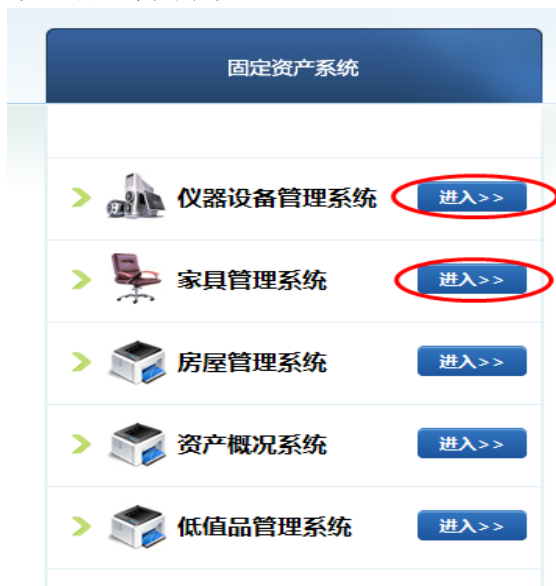 固定资产系统
仪器设备管理系统 进入>>
家具管理系统 进入>>
房屋管理系统 进入>>
资产概况系统 进入>>
低值品管理系统 进入>>